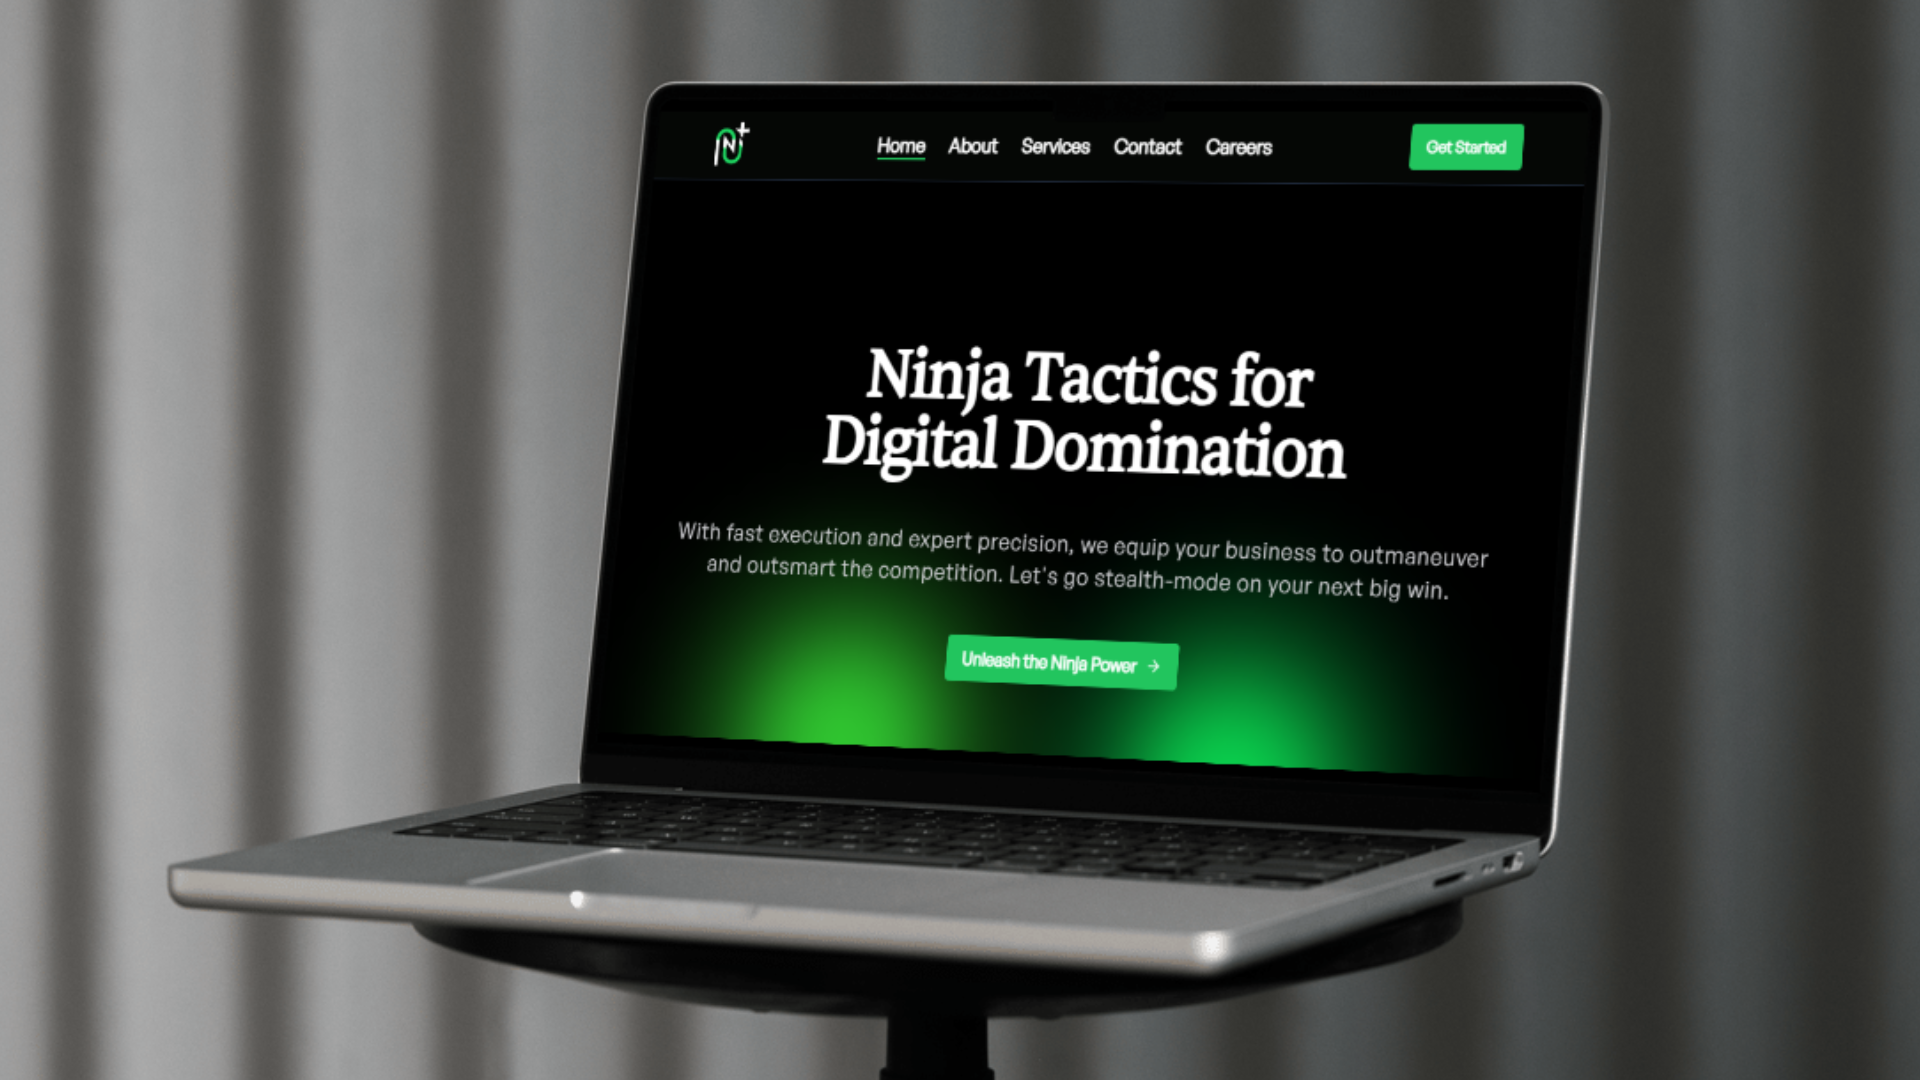 N
Home About Services Contact Careers Get Started
Ninja Tactics for
Digital Domination
With fast execution and expert precision, we equip your business to outmaneuver
and outsmart the competition. Let's go stealth-mode on your next big win.
Unleash the Ninja Power →